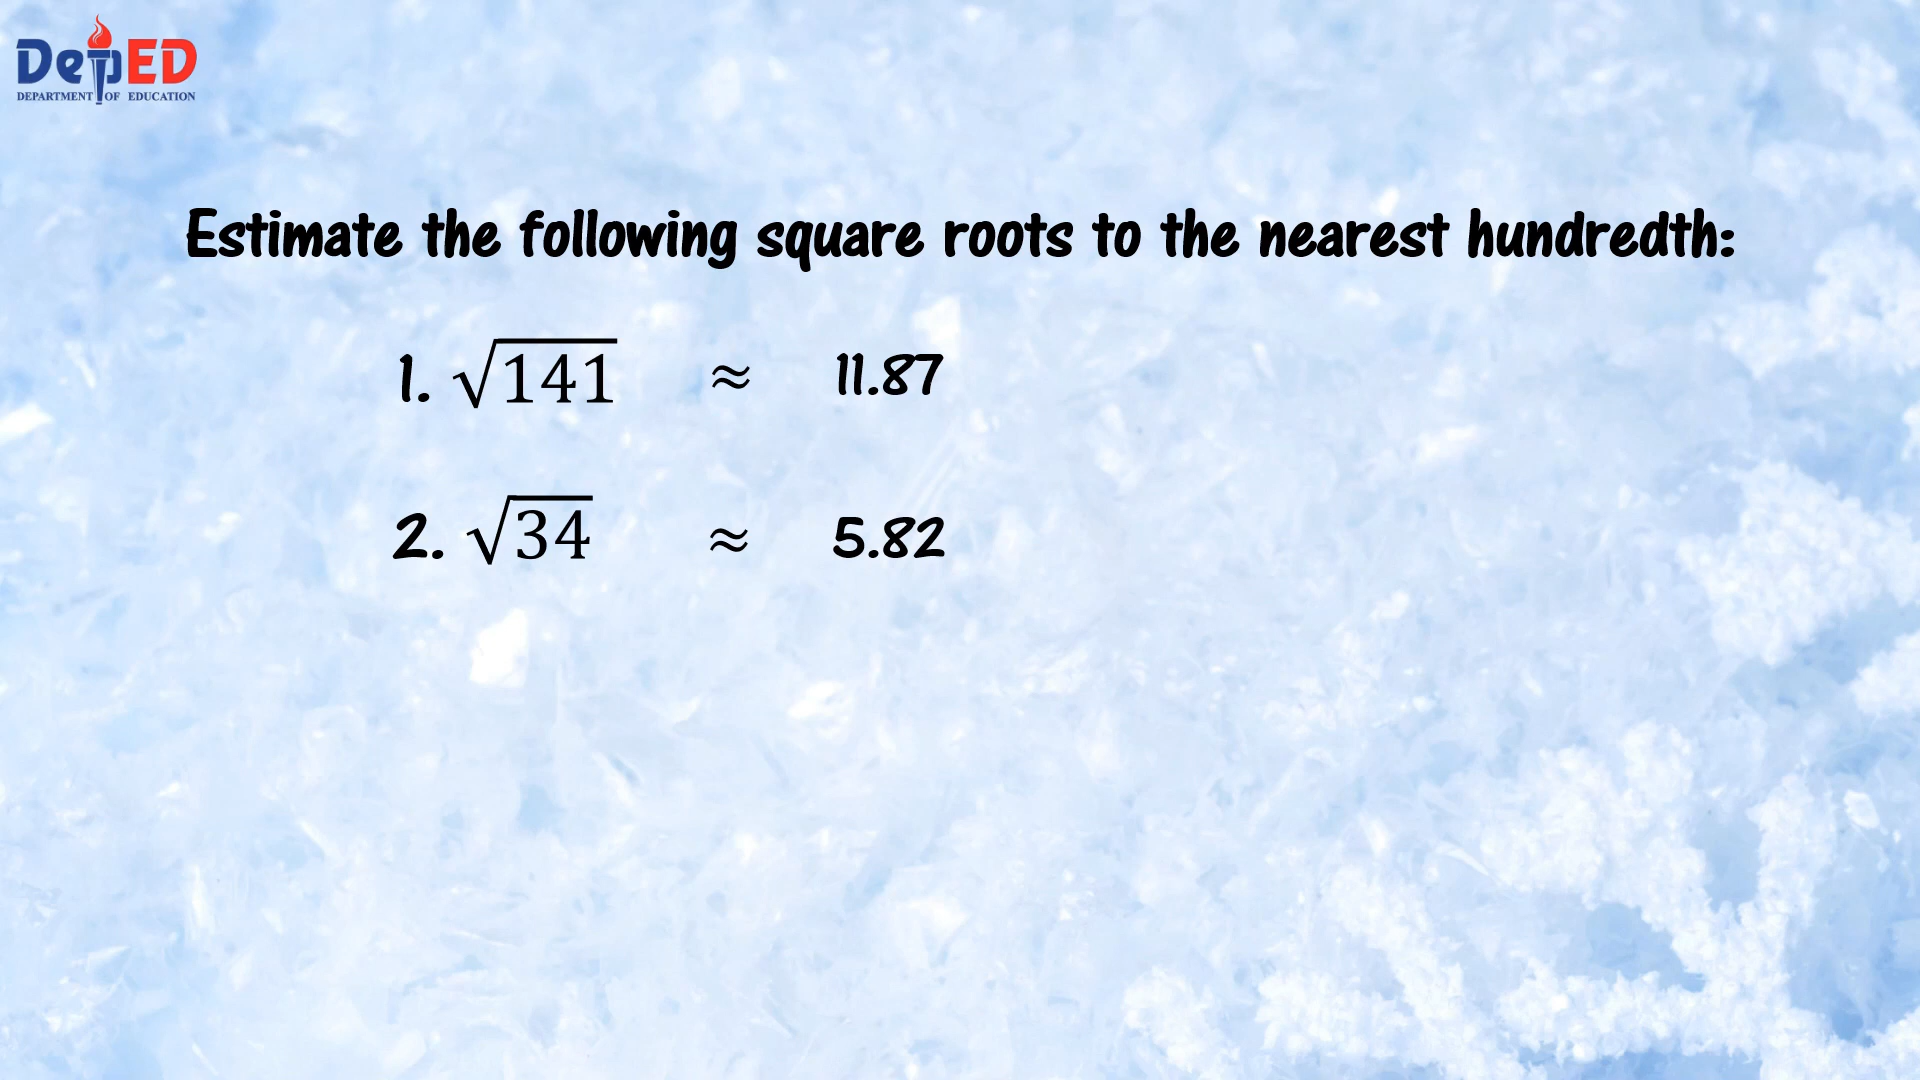 DepED
DEPARTMENT OF EDUCATION
Estimate the following square roots to the nearest hundredth:
1. √141 ≈ 11.87
2. √34 ≈ 5.82